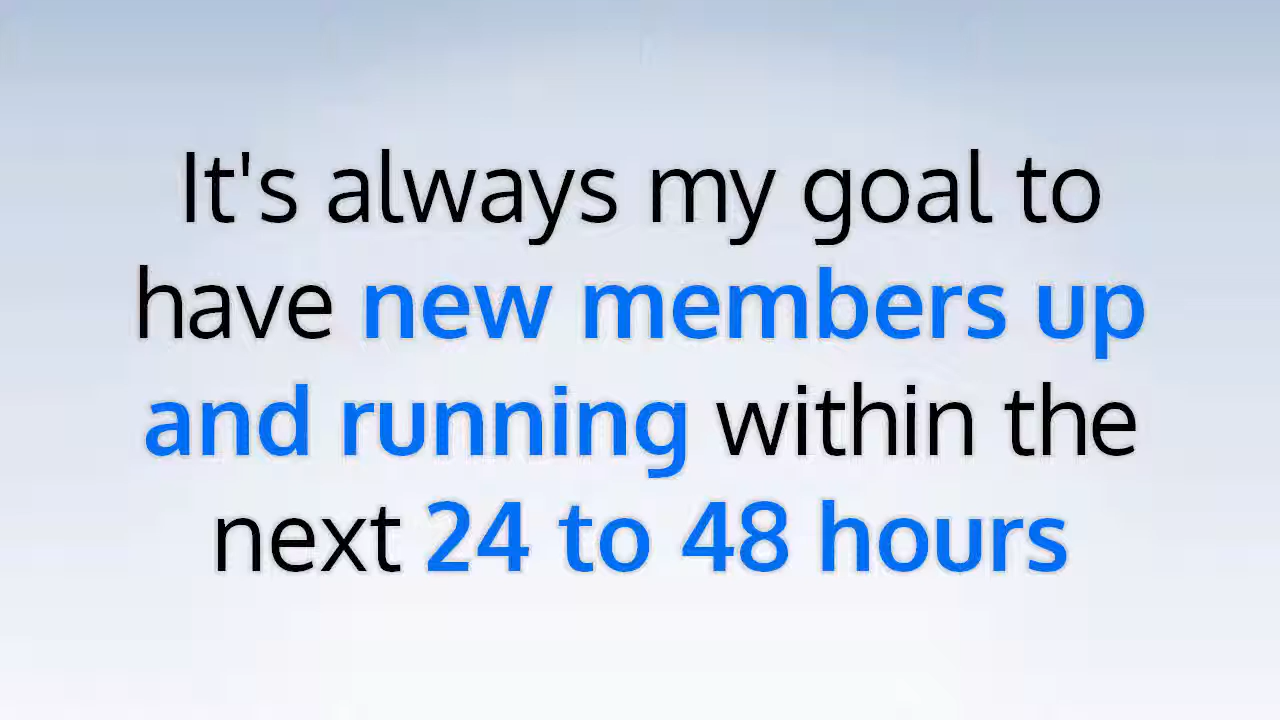 It's always my goal to
have new members up
and running within the
next 24 to 48 hours